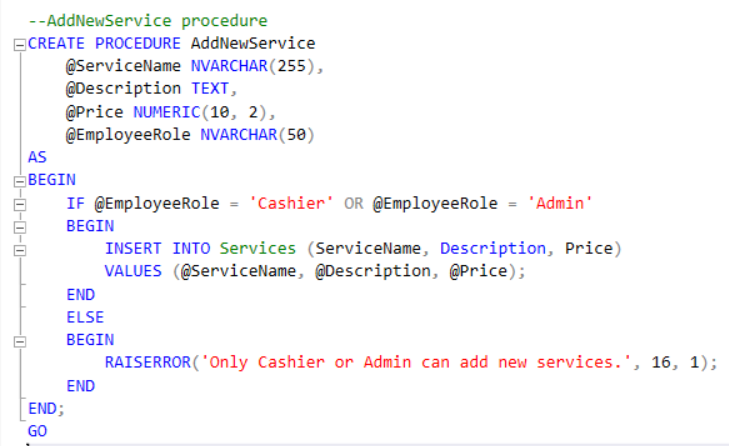 --AddNewService procedure
CREATE PROCEDURE AddNewService
    @ServiceName NVARCHAR(255),
    @Description TEXT,
    @Price NUMERIC(10, 2),
    @EmployeeRole NVARCHAR(50)
AS
BEGIN
    IF @EmployeeRole = 'Cashier' OR @EmployeeRole = 'Admin'
    BEGIN
        INSERT INTO Services (ServiceName, Description, Price)
        VALUES (@ServiceName, @Description, @Price);
    END
    ELSE
    BEGIN
        RAISERROR('Only Cashier or Admin can add new services.', 16, 1);
    END
END;
GO